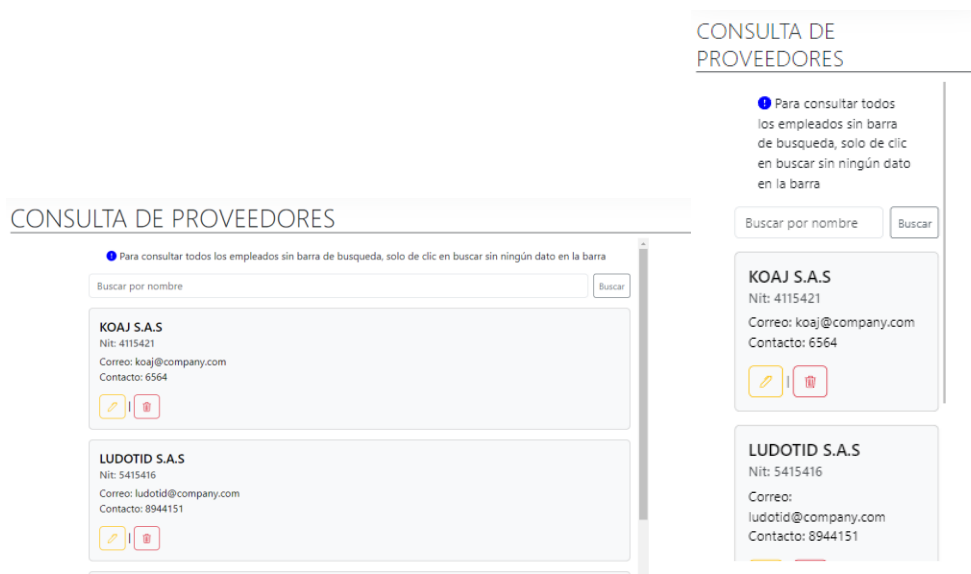 CONSULTA DE PROVEEDORES
Para consultar todos los empleados sin barra de busqueda, solo de clic en buscar sin ningún dato en la barra
Buscar por nombre
Buscar
KOAJ S.A.S
Nit: 4115421
Correo: koaj@company.com
Contacto: 6564
|
LUDOTID S.A.S
Nit: 5415416
Correo: ludotid@company.com
Contacto: 8944151
|
CONSULTA DE
PROVEEDORES
Para consultar todos
los empleados sin barra
de busqueda, solo de clic
en buscar sin ningún dato
en la barra
Buscar por nombre
Buscar
KOAJ S.A.S
Nit: 4115421
Correo: koaj@company.com
Contacto: 6564
|
LUDOTID S.A.S
Nit: 5415416
Correo:
ludotid@company.com
Contacto: 8944151